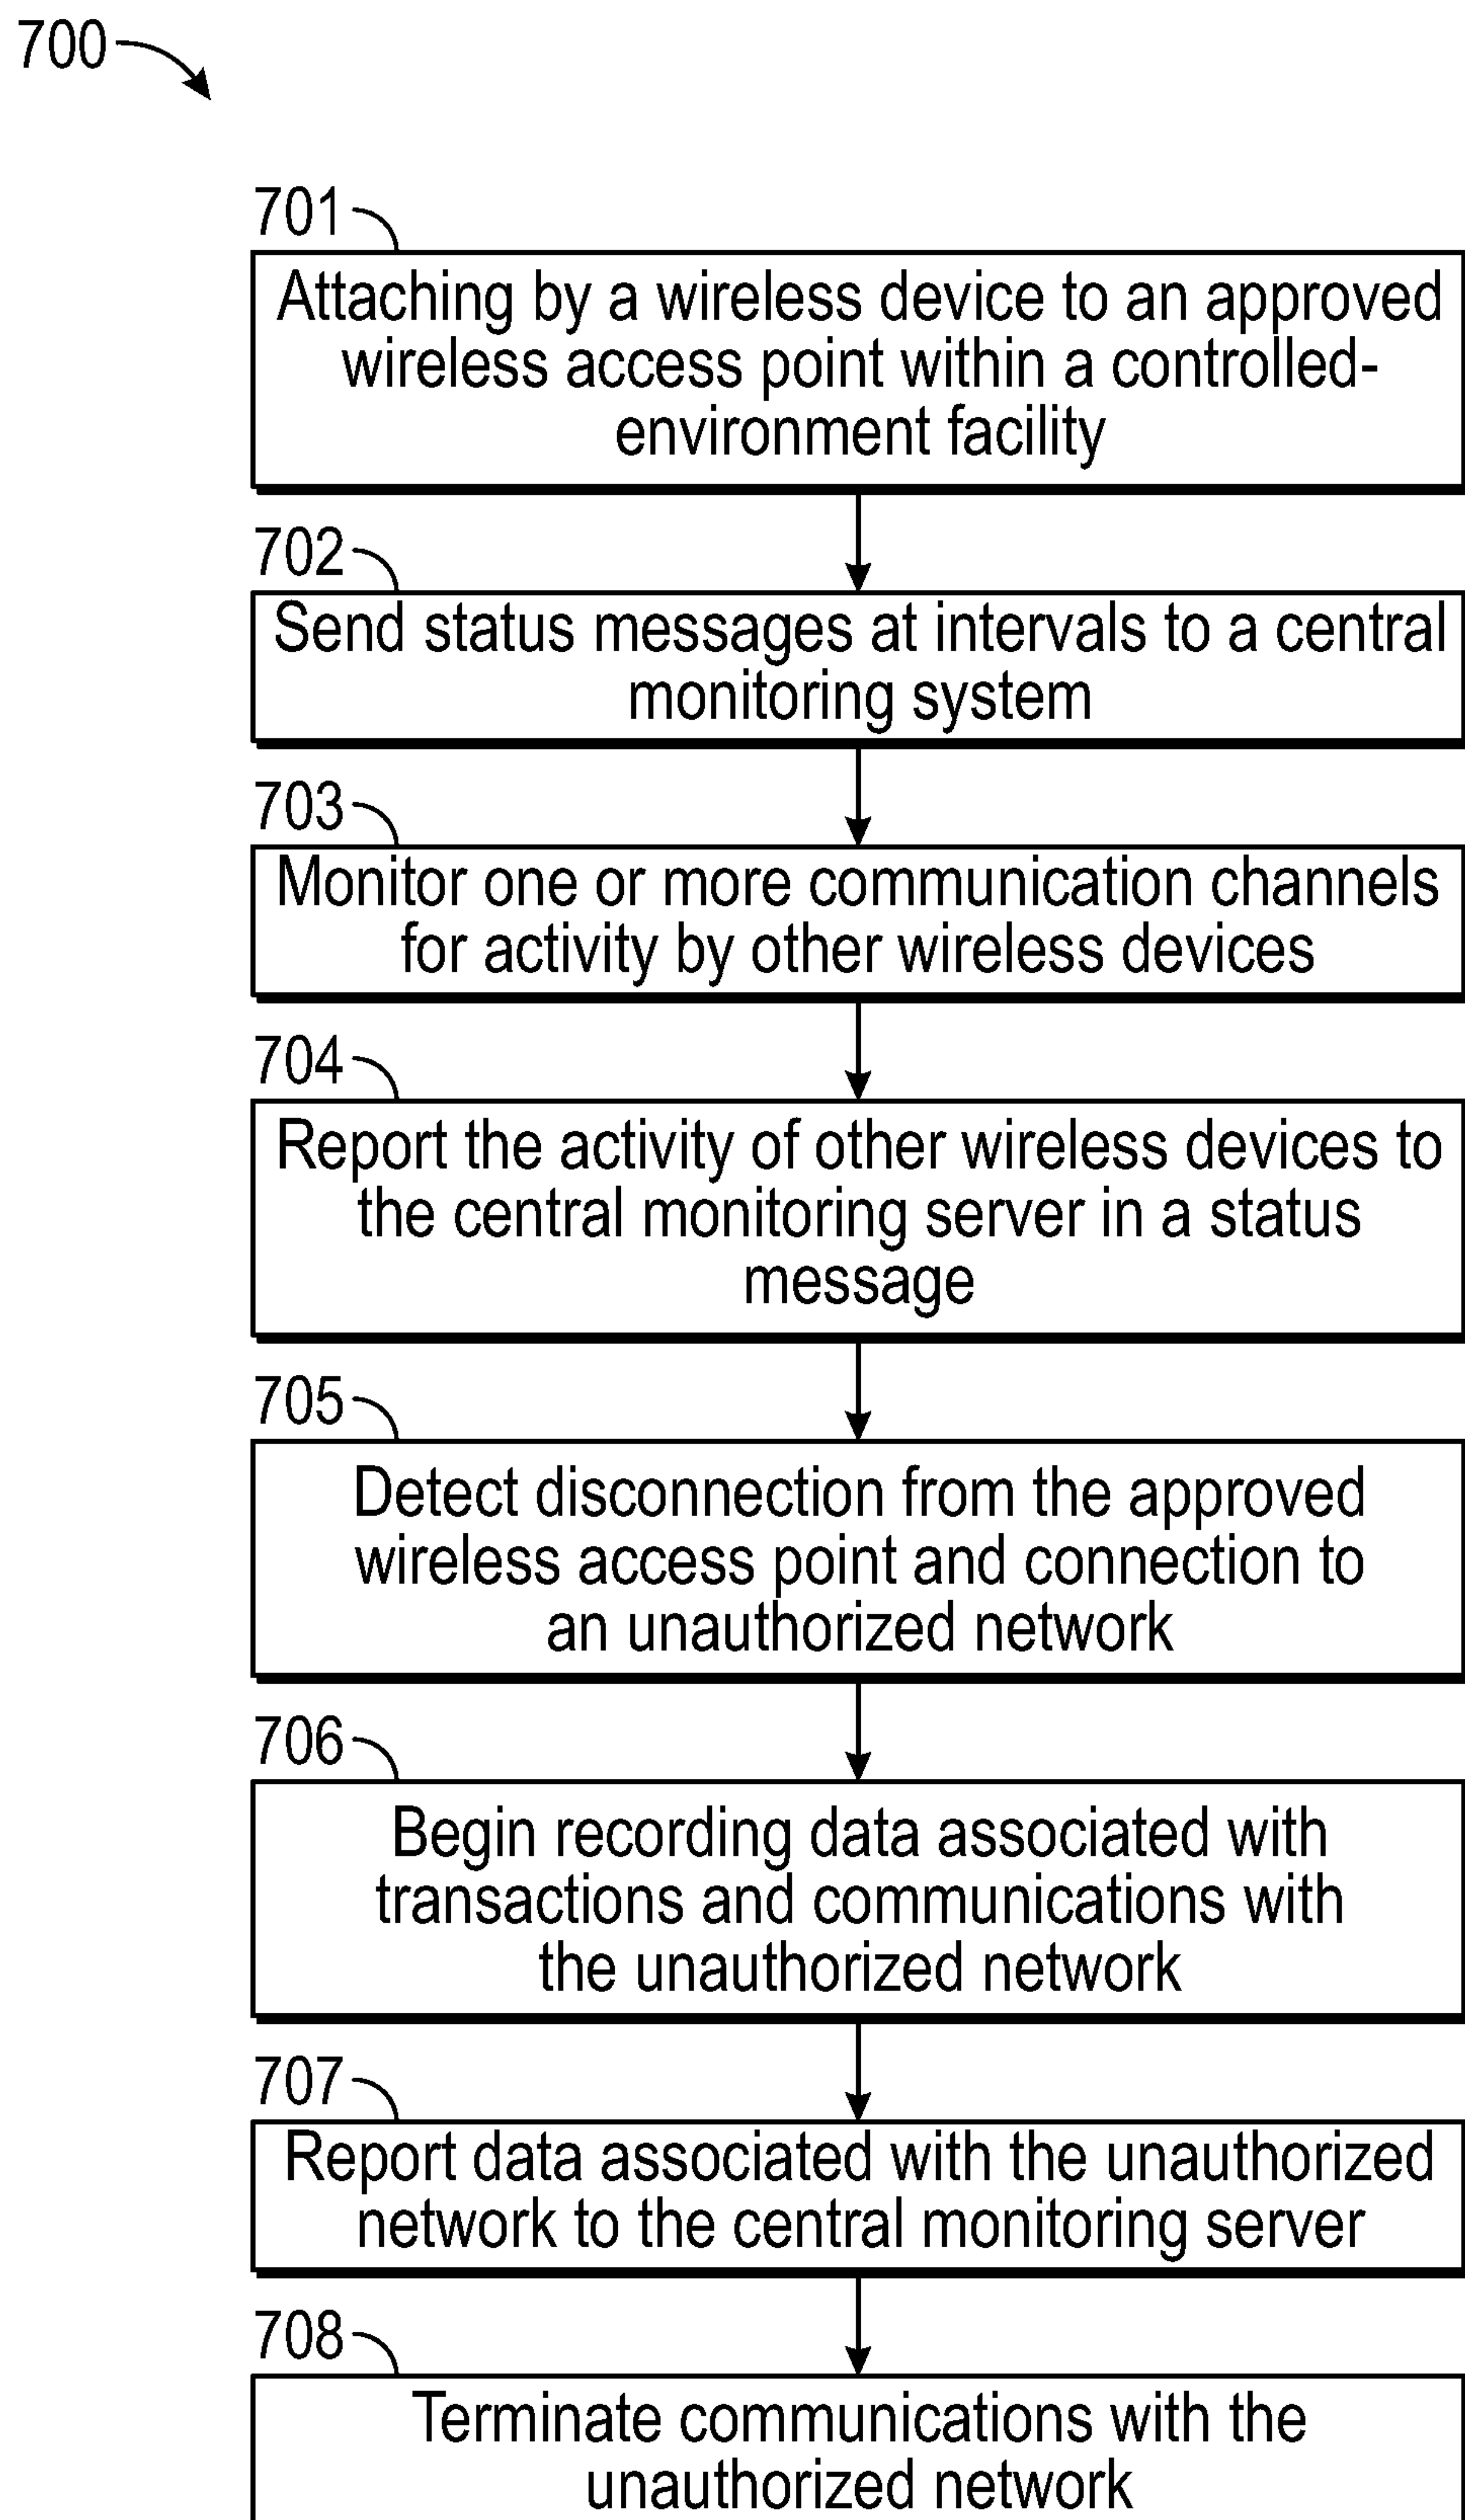 700
701
Attaching by a wireless device to an approved
wireless access point within a controlled-
environment facility
702
Send status messages at intervals to a central
monitoring system
703
Monitor one or more communication channels
for activity by other wireless devices
704
Report the activity of other wireless devices to
the central monitoring server in a status
message
705
Detect disconnection from the approved
wireless access point and connection to
an unauthorized network
706
Begin recording data associated with
transactions and communications with
the unauthorized network
707
Report data associated with the unauthorized
network to the central monitoring server
708
Terminate communications with the
unauthorized network